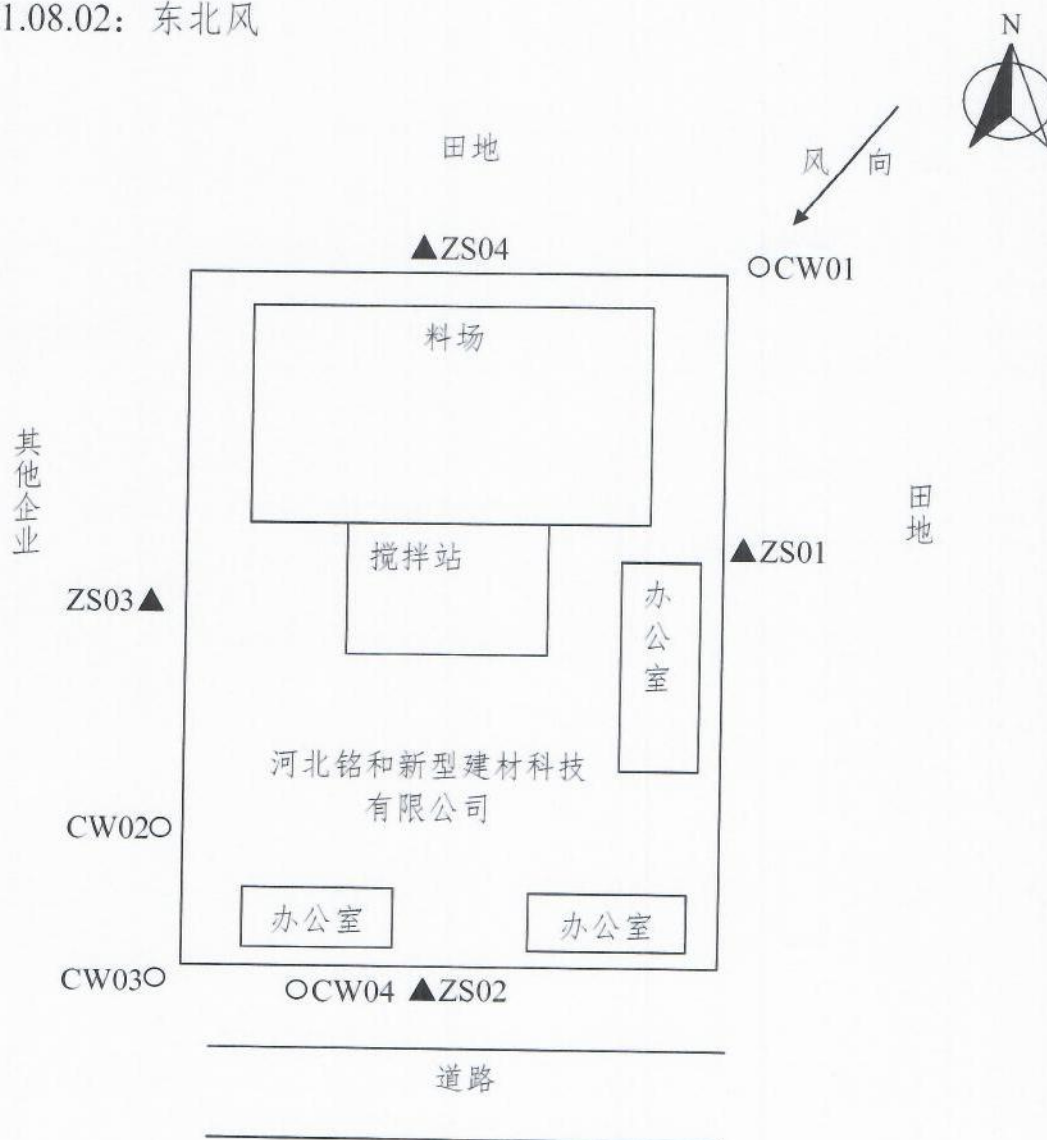 1.08.02：东北风
N
田地
风 向
▲ZS04
○CW01
料场
其他企业
田地
搅拌站
▲ZS01
ZS03▲
办公室
河北铭和新型建材科技
有限公司
CW02○
办公室
办公室
CW03○
○CW04 ▲ZS02
道路